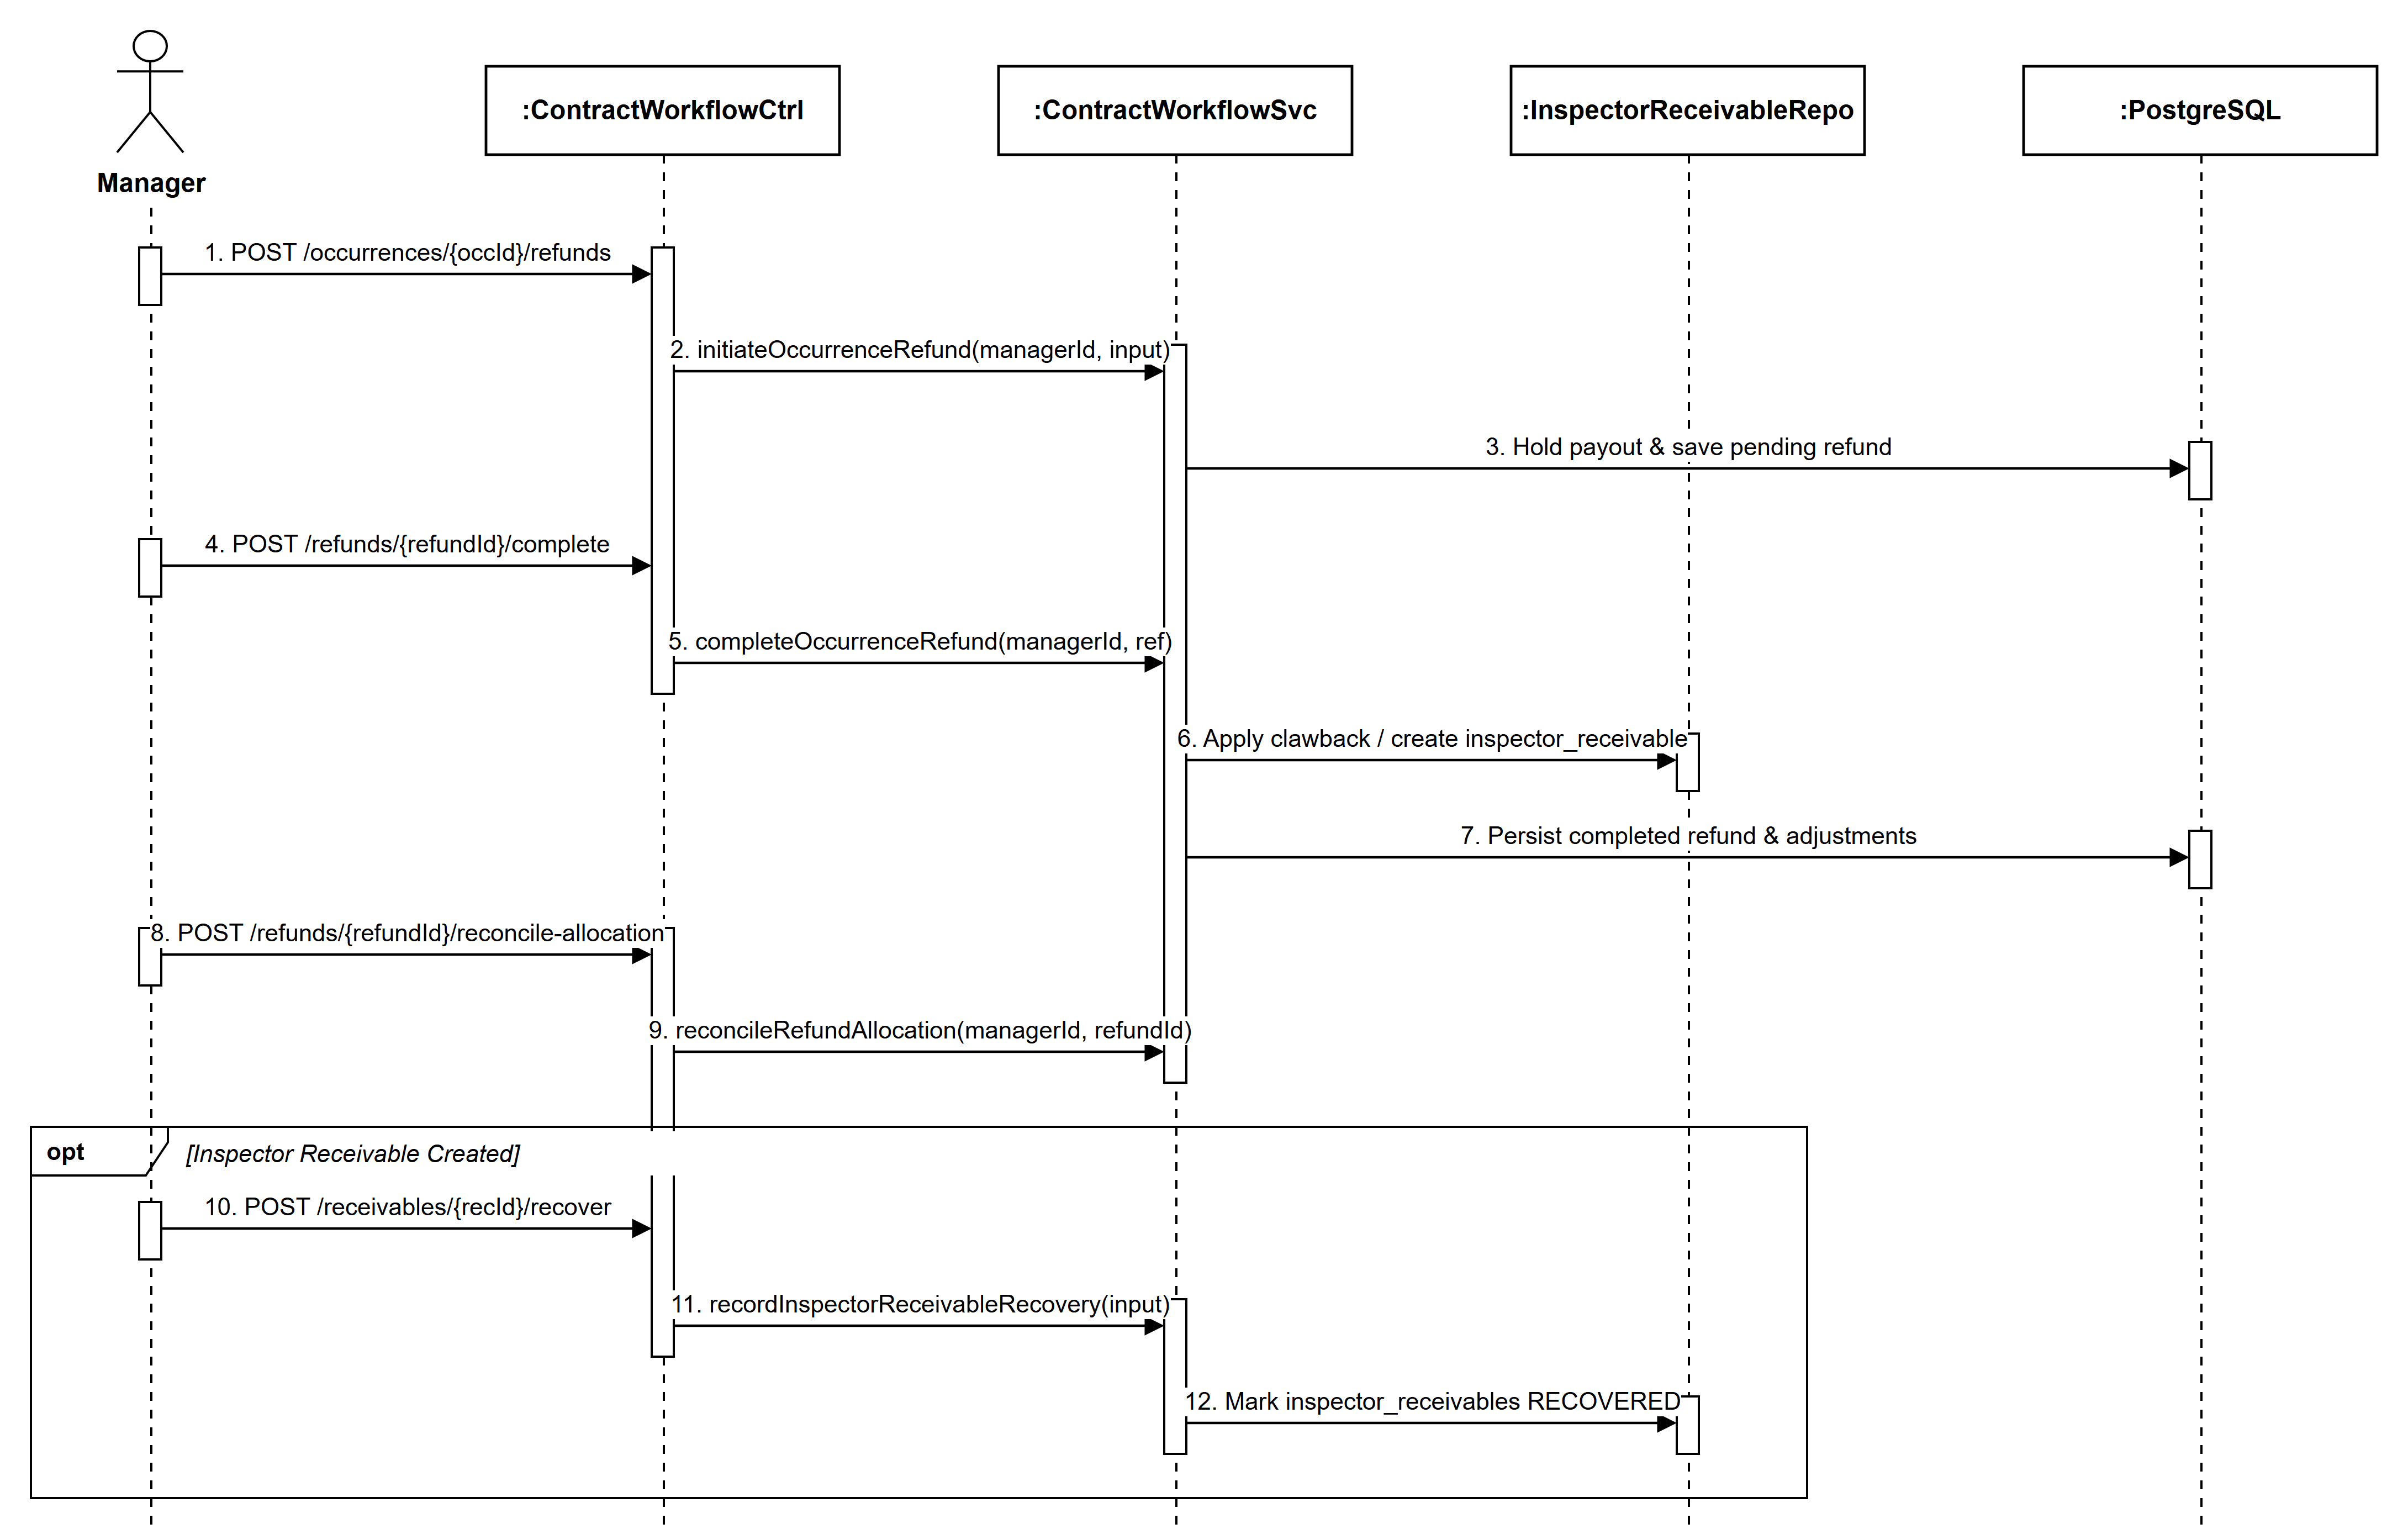 Manager
:ContractWorkflowCtrl
:ContractWorkflowSvc
:InspectorReceivableRepo
:PostgreSQL
1. POST /occurrences/{occId}/refunds
2. initiateOccurrenceRefund(managerId, input)
3. Hold payout & save pending refund
4. POST /refunds/{refundId}/complete
5. completeOccurrenceRefund(managerId, ref)
6. Apply clawback / create inspector_receivable
7. Persist completed refund & adjustments
8. POST /refunds/{refundId}/reconcile-allocation
9. reconcileRefundAllocation(managerId, refundId)
opt
[Inspector Receivable Created]
10. POST /receivables/{recId}/recover
11. recordInspectorReceivableRecovery(input)
12. Mark inspector_receivables RECOVERED